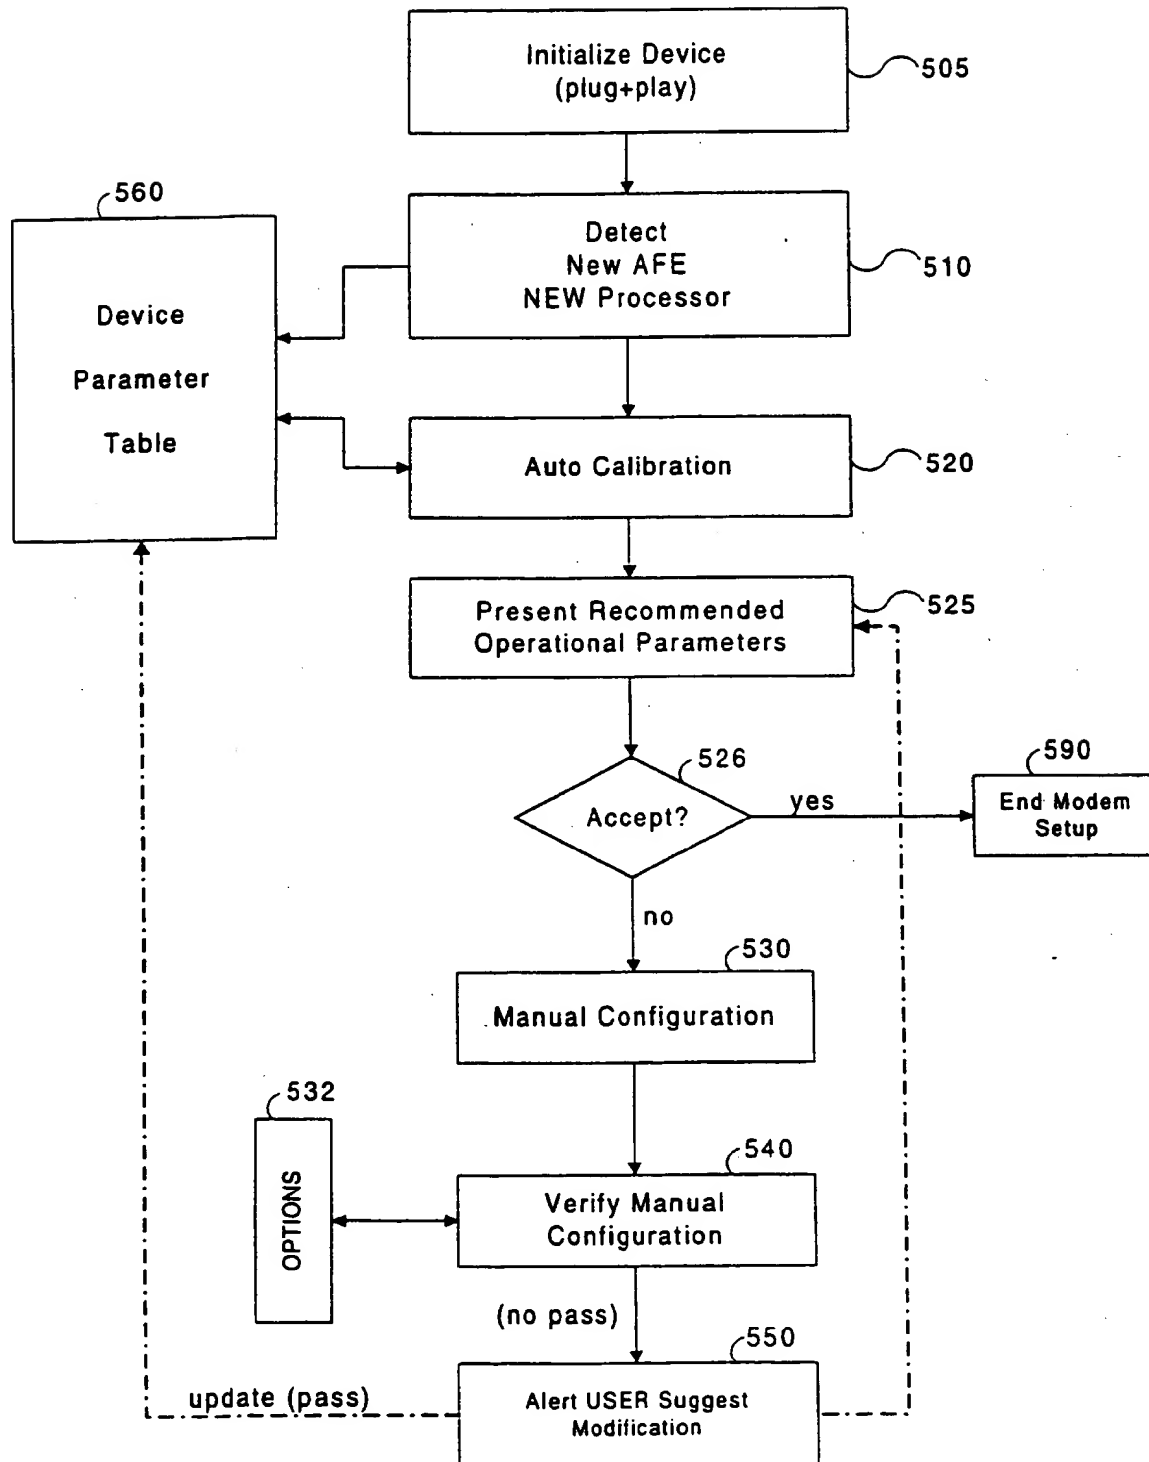 Initialize Device
(plug+play)
505
560
Detect
New AFE
NEW Processor
510
Device
Parameter
Table
Auto Calibration
520
Present Recommended
Operational Parameters
525
526
Accept?
yes
590
End Modem
Setup
no
530
Manual Configuration
532
OPTIONS
540
Verify Manual
Configuration
(no pass)
550
update (pass)
Alert USER Suggest
Modification